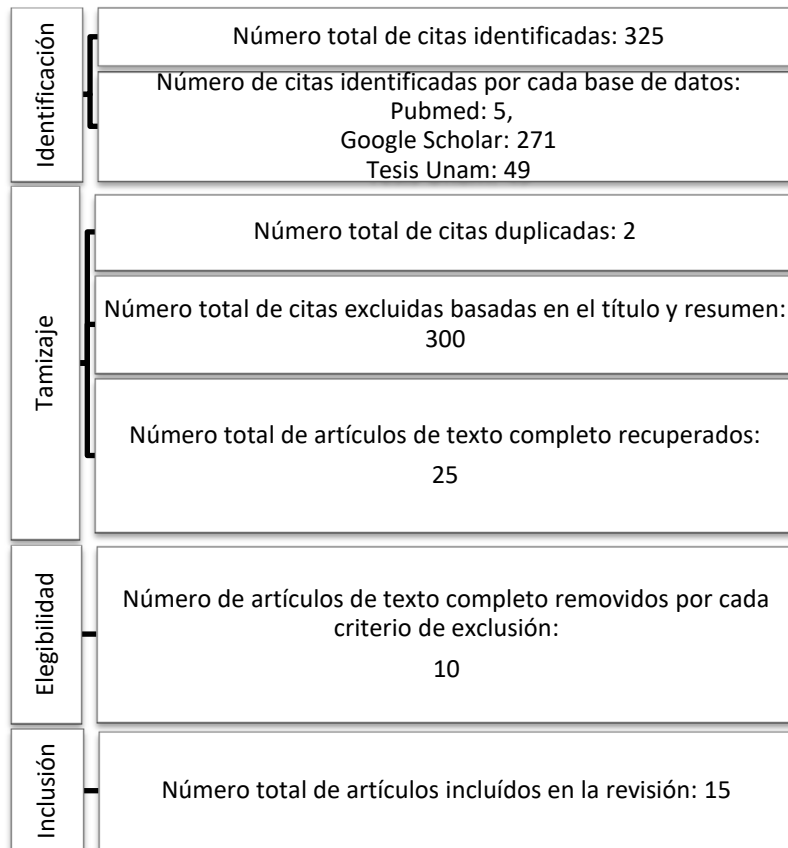 Identificación
Número total de citas identificadas: 325
Número de citas identificadas por cada base de datos:
Pubmed: 5,
Google Scholar: 271
Tesis Unam: 49
Tamizaje
Número total de citas duplicadas: 2
Número total de citas excluidas basadas en el título y resumen:
300
Número total de artículos de texto completo recuperados:
25
Elegibilidad
Número de artículos de texto completo removidos por cada
criterio de exclusión:
10
Inclusión
Número total de artículos incluídos en la revisión: 15